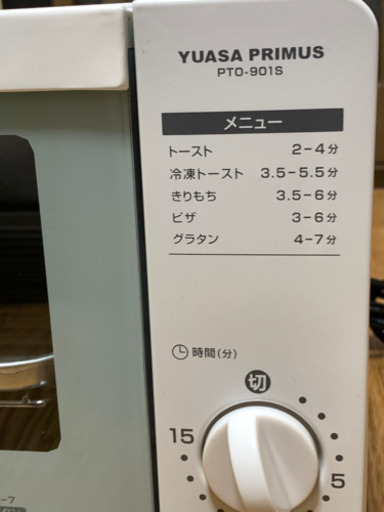 YUASA PRIMUS
PTO-901S
メニュー
トースト 2-4分
冷凍トースト 3.5-5.5分
きりもち 3.5-6分
ピザ 3-6分
グラタン 4-7分
時間(分)
切
15
5
-7